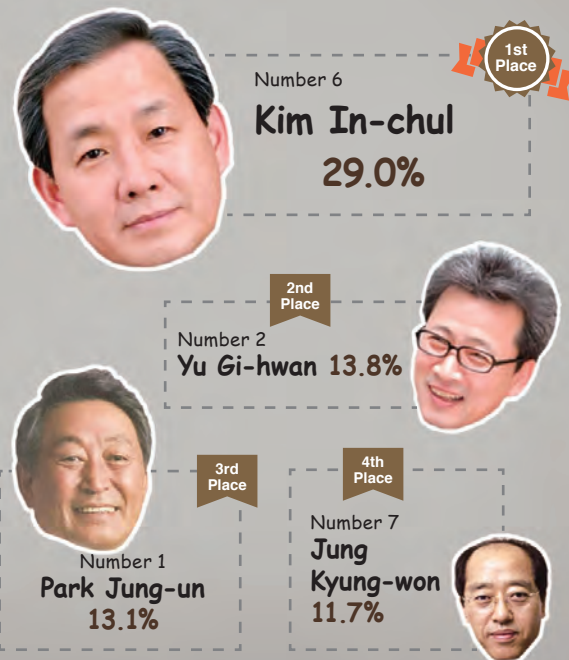 1st
Place
Number 6
Kim In-chul
29.0%
2nd
Place
Number 2
Yu Gi-hwan 13.8%
3rd
Place
Number 1
Park Jung-un
13.1%
4th
Place
Number 7
Jung
Kyung-won
11.7%